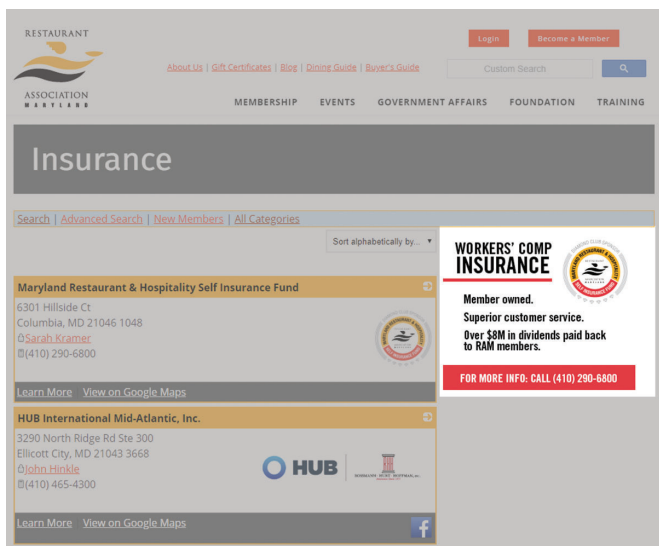 RESTAURANT
ASSOCIATION
MARYLAND
Login
Become a Member
About Us | Gift Certificates | Blog | Dining Guide | Buyer's Guide
Custom Search
MEMBERSHIP EVENTS GOVERNMENT AFFAIRS FOUNDATION TRAINING
Insurance
Search | Advanced Search | New Members | All Categories
Sort alphabetically by...
WORKERS' COMP
INSURANCE
Member owned.
Superior customer service.
Over $8M in dividends paid back
to RAM members.
FOR MORE INFO: CALL (410) 290-6800
Maryland Restaurant & Hospitality Self Insurance Fund
6301 Hillside Ct
Columbia, MD 21046 1048
Sarah Kramer
(410) 290-6800
Learn More View on Google Maps
HUB International Mid-Atlantic, Inc.
3290 North Ridge Rd Ste 300
Ellicott City, MD 21043 3668
John Hinkle
(410) 465-4300
HUB
Learn More View on Google Maps